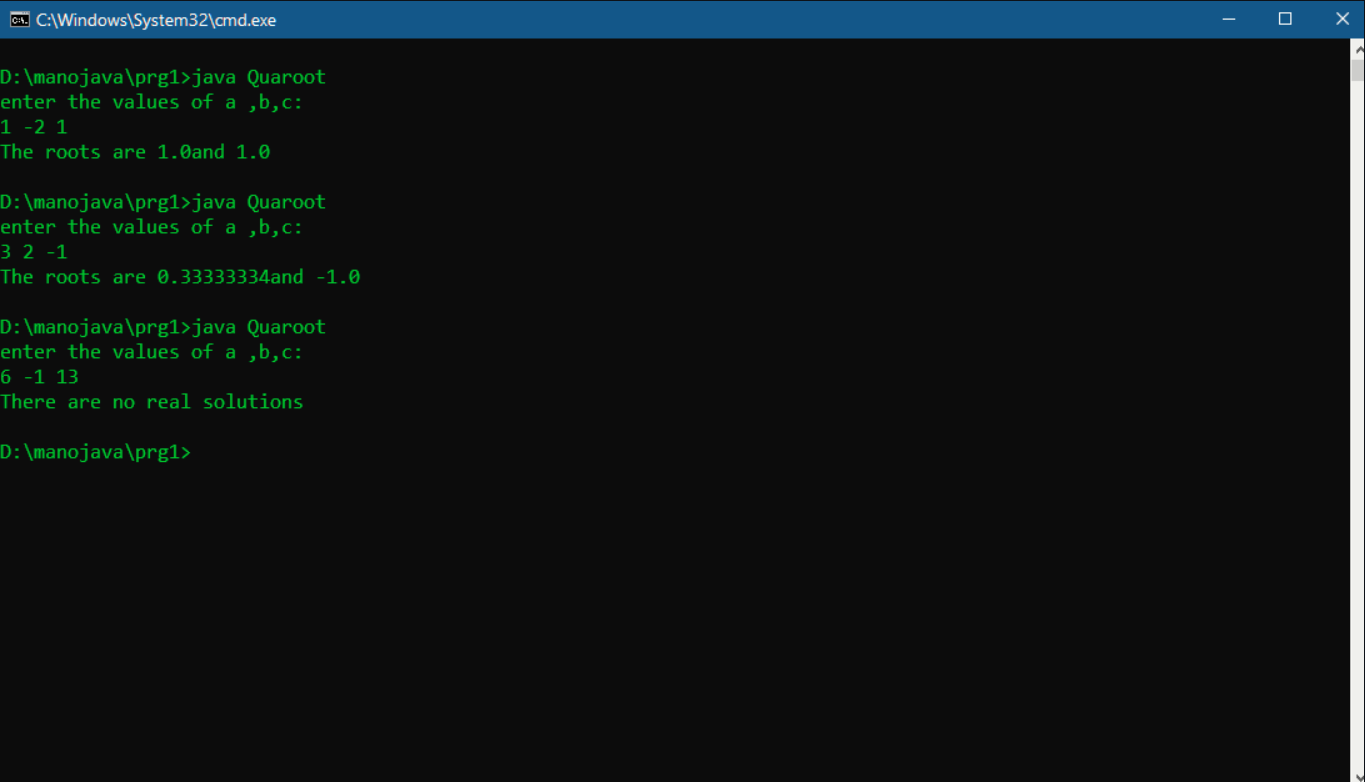 C:\Windows\System32\cmd.exe
D:\manojava\prg1>java Quaroot
enter the values of a ,b,c:
1 -2 1
The roots are 1.0and 1.0
D:\manojava\prg1>java Quaroot
enter the values of a ,b,c:
3 2 -1
The roots are 0.33333334and -1.0
D:\manojava\prg1>java Quaroot
enter the values of a ,b,c:
6 -1 13
There are no real solutions
D:\manojava\prg1>